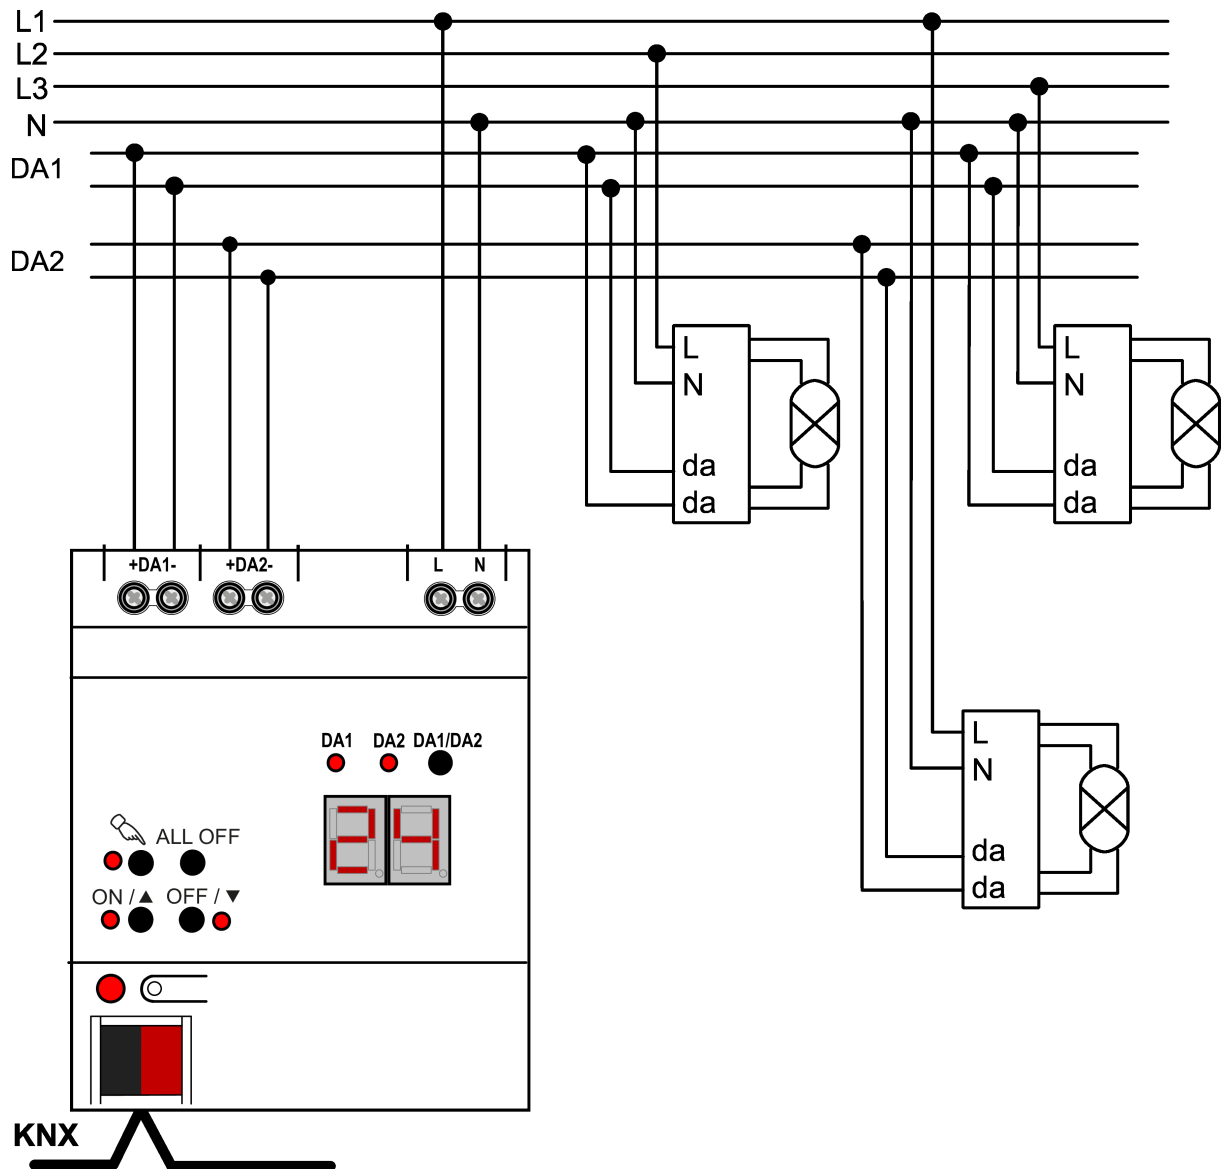 L1
L2
L3
N
DA1
DA2
L
N
da
da
L
N
da
da
+DA1-
+DA2-
L
N
L
N
da
da
DA1
DA2
DA1/DA2
24
ALL OFF
ON / ▲
OFF / ▼
KNX